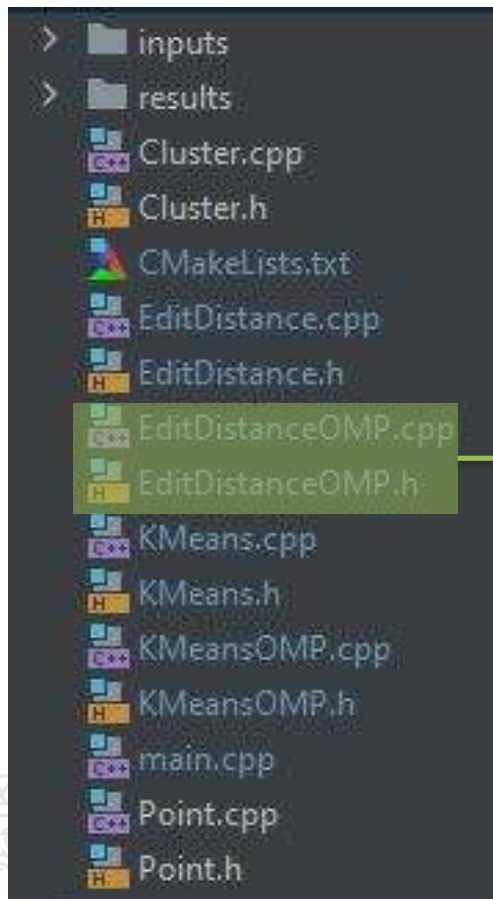 inputs
results
C++ Cluster.cpp
H Cluster.h
CMakeLists.txt
C++ EditDistance.cpp
H EditDistance.h
C++ EditDistanceOMP.cpp
H EditDistanceOMP.h
C++ KMeans.cpp
H KMeans.h
C++ KMeansOMP.cpp
H KMeansOMP.h
C++ main.cpp
C++ Point.cpp
H Point.h